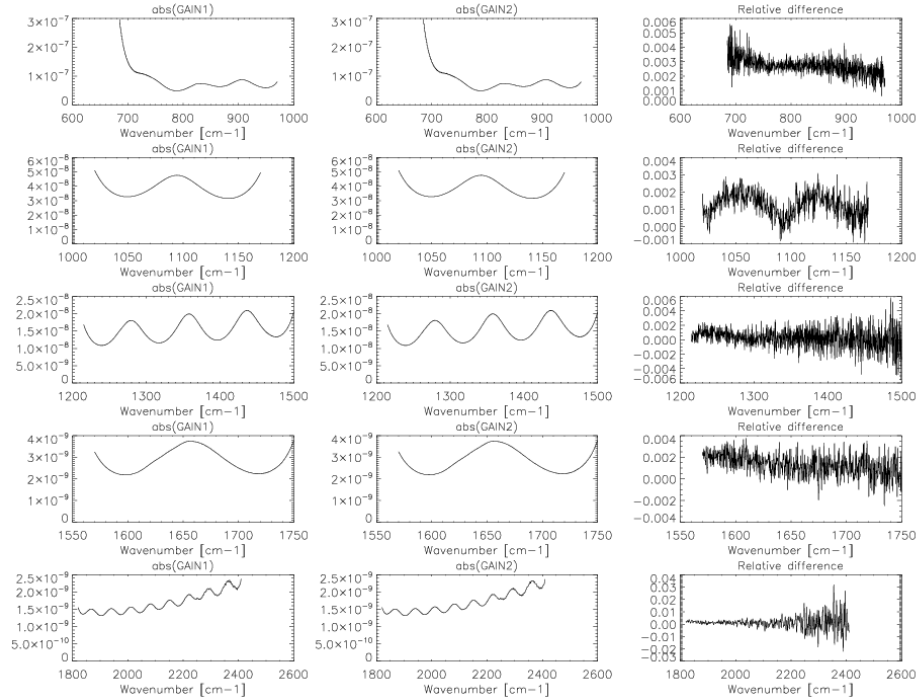 abs(GAIN1) abs(GAIN2) Relative difference
3×10⁻⁷ 3×10⁻⁷ 0.006
0.005
2×10⁻⁷ 2×10⁻⁷ 0.004
0.003
1×10⁻⁷ 1×10⁻⁷ 0.002
0.001
0 0 0.000
600 700 800 900 1000 600 700 800 900 1000 600 700 800 900 1000
Wavenumber [cm-1] Wavenumber [cm-1] Wavenumber [cm-1]
abs(GAIN1) abs(GAIN2) Relative difference
6×10⁻⁸ 6×10⁻⁸ 0.004
5×10⁻⁸ 5×10⁻⁸ 0.003
4×10⁻⁸ 4×10⁻⁸ 0.002
3×10⁻⁸ 3×10⁻⁸ 0.001
2×10⁻⁸ 2×10⁻⁸ 0.000
1×10⁻⁸ 1×10⁻⁸ −0.001
0 0
1000 1050 1100 1150 1200 1000 1050 1100 1150 1200 1000 1050 1100 1150 1200
Wavenumber [cm-1] Wavenumber [cm-1] Wavenumber [cm-1]
abs(GAIN1) abs(GAIN2) Relative difference
2.5×10⁻⁸ 2.5×10⁻⁸ 0.006
2.0×10⁻⁸ 2.0×10⁻⁸ 0.004
1.5×10⁻⁸ 1.5×10⁻⁸ 0.002
1.0×10⁻⁸ 1.0×10⁻⁸ 0.000
5.0×10⁻⁹ 5.0×10⁻⁹ −0.002
−0.004
0 0 −0.006
1200 1300 1400 1500 1200 1300 1400 1500 1200 1300 1400 1500
Wavenumber [cm-1] Wavenumber [cm-1] Wavenumber [cm-1]
abs(GAIN1) abs(GAIN2) Relative difference
4×10⁻⁹ 4×10⁻⁹ 0.004
3×10⁻⁹ 3×10⁻⁹ 0.002
2×10⁻⁹ 2×10⁻⁹ 0.000
1×10⁻⁹ 1×10⁻⁹ −0.002
0 0 −0.004
1550 1600 1650 1700 1750 1550 1600 1650 1700 1750 1550 1600 1650 1700 1750
Wavenumber [cm-1] Wavenumber [cm-1] Wavenumber [cm-1]
abs(GAIN1) abs(GAIN2) Relative difference
2.5×10⁻⁹ 2.5×10⁻⁹ 0.04
2.0×10⁻⁹ 2.0×10⁻⁹ 0.03
0.02
1.5×10⁻⁹ 1.5×10⁻⁹ 0.01
1.0×10⁻⁹ 1.0×10⁻⁹ 0.00
−0.01
5.0×10⁻¹⁰ 5.0×10⁻¹⁰ −0.02
0 0 −0.03
1800 2000 2200 2400 2600 1800 2000 2200 2400 2600 1800 2000 2200 2400 2600
Wavenumber [cm-1] Wavenumber [cm-1] Wavenumber [cm-1]